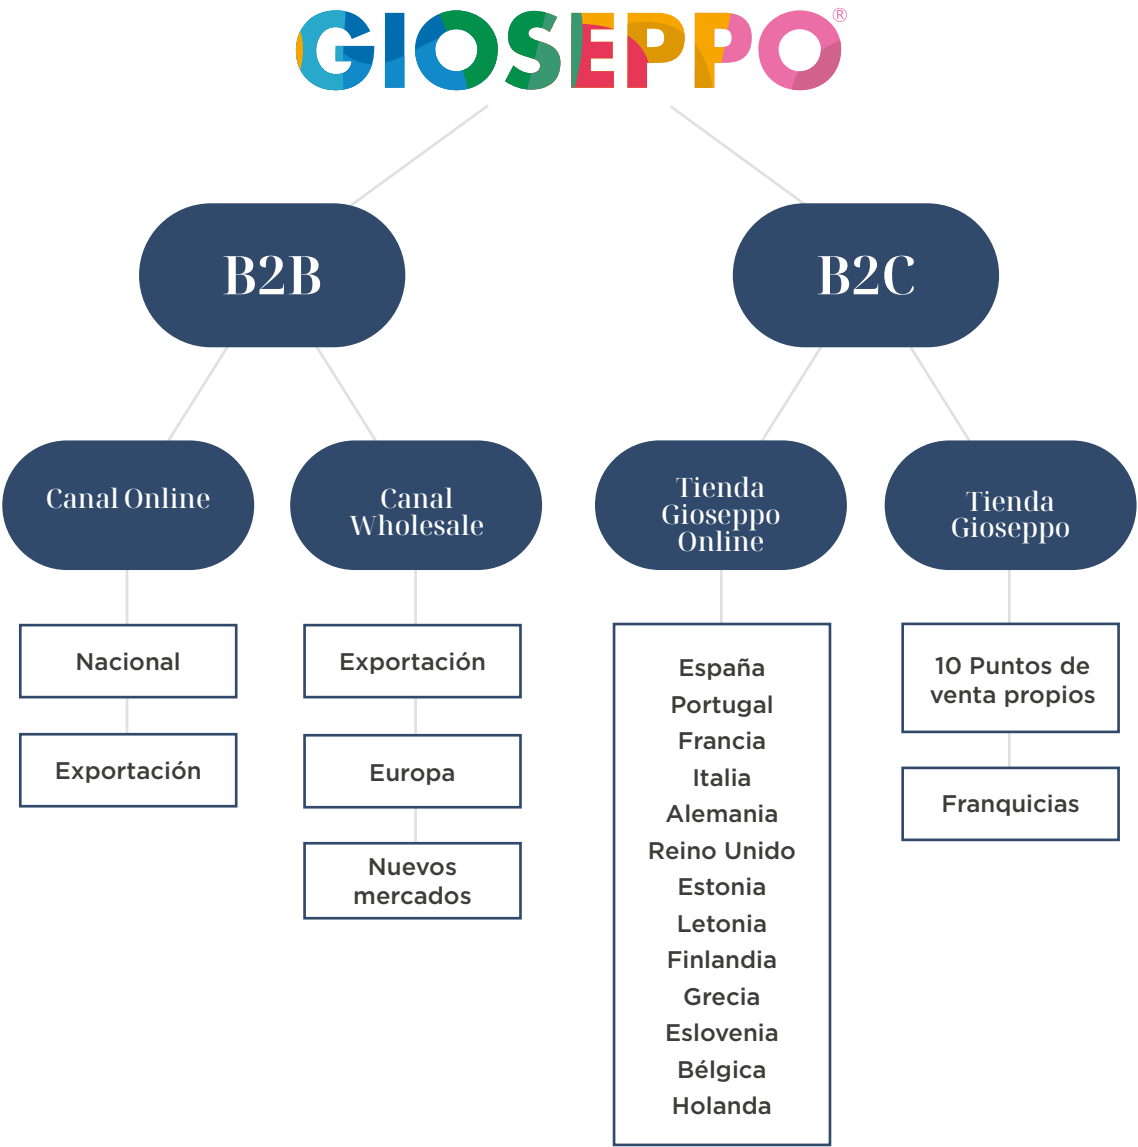 GIOSEPPO®
B2B
B2C
Canal Online
Canal
Wholesale
Tienda
Gioseppo
Online
Tienda
Gioseppo
Nacional
Exportación
Exportación
Europa
Nuevos
mercados
España
Portugal
Francia
Italia
Alemania
Reino Unido
Estonia
Letonia
Finlandia
Grecia
Eslovenia
Bélgica
Holanda
10 Puntos de
venta propios
Franquicias